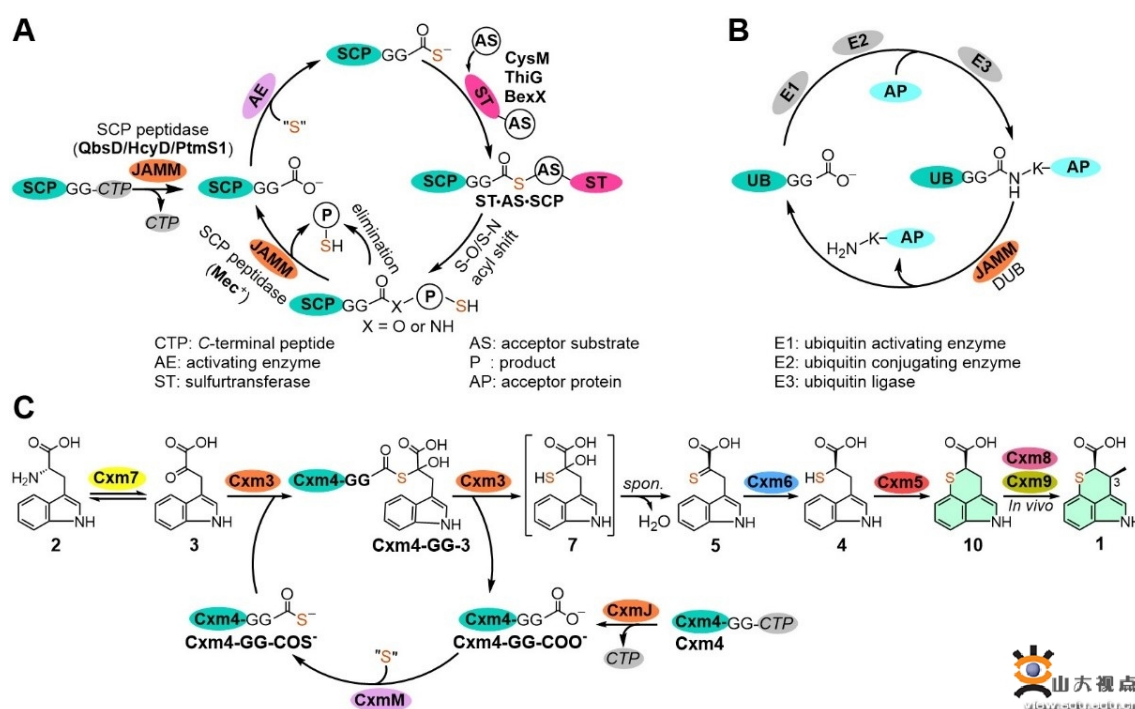 A
SCP GG
O
S⁻
AS
CysM
ThiG
BexX
ST
AS
AE
"S"
SCP peptidase
(QbsD/HcyD/PtmS1)
JAMM
SCP GG-CTP
CTP
SCP GG
O
O⁻
SCP GG
O
S
AS
ST
ST·AS·SCP
P
SH
elimination
S-O/S-N
acyl shift
JAMM
SCP peptidase
(Mec⁺)
SCP GG
O
X
P
SH
X = O or NH
CTP: C-terminal peptide
AE: activating enzyme
ST: sulfurtransferase
AS: acceptor substrate
P : product
AP: acceptor protein
B
E1
E2
E3
AP
UB GG
O
O⁻
UB GG
O
N
H
K
AP
H₂N
K
AP
JAMM
DUB
E1: ubiquitin activating enzyme
E2: ubiquitin conjugating enzyme
E3: ubiquitin ligase
C
O OH
H₂N
NH
2
Cxm7
O OH
O
NH
3
Cxm3
Cxm4-GG
O
S
O OH
OH
NH
Cxm4-GG-3
Cxm3
O OH
OH
HS
NH
7
spon.
H₂O
O OH
S
NH
5
Cxm6
O OH
HS
NH
4
Cxm5
O OH
S
NH
10
Cxm8
Cxm9
In vivo
O OH
S
3
NH
1
Cxm4-GG
O
S⁻
Cxm4-GG-COS⁻
Cxm4-GG
O
O⁻
Cxm4-GG-COO⁻
CxmJ
CTP
Cxm4-GG-CTP
Cxm4
"S"
CxmM
山大视点
view.sdu.edu.cn